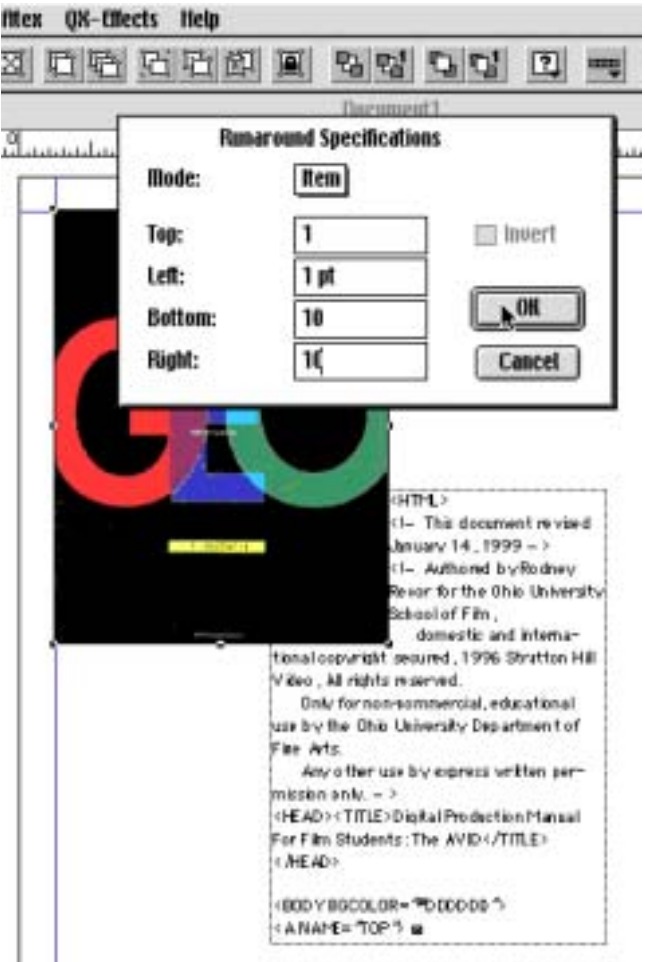 QX-Effects Help
Document1
0
Runaround Specifications
Mode: Item
Top: 1
Invert
Left: 1 pt
OK
Bottom: 10
Right: 10
Cancel
GEO
<HTML>
<!- This document revised
January 14, 1999 - >
<!- Authored by Rodney
for the Ohio University
School of Film,
domestic and interna-
tional copyright secured, 1996 Stratton Hill
Video, All rights reserved.
Only for non-commercial, educational
use by the Ohio University Department of
Fine Arts.
Any other use by express written per-
mission only. - >
<HEAD><TITLE>Digital Production Manual
For Film Students: The AVID</TITLE>
</HEAD>
<BODY BGCOLOR="DDDDDD">
<A NAME="TOP">